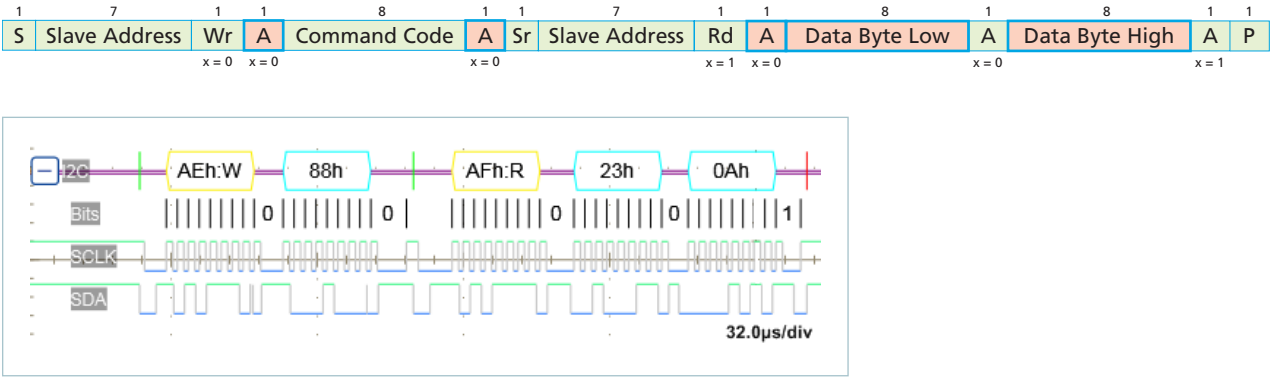 1 7 1 1 8 1 1 7 1 1 8 1 8 1 1
S Slave Address Wr A Command Code A Sr Slave Address Rd A Data Byte Low A Data Byte High A P
x = 0 x = 0 x = 0 x = 1 x = 0 x = 0 x = 1
I2C AEh:W 88h AFh:R 23h 0Ah
Bits 0 0 0 0 1
SCLK
SDA
32.0µs/div